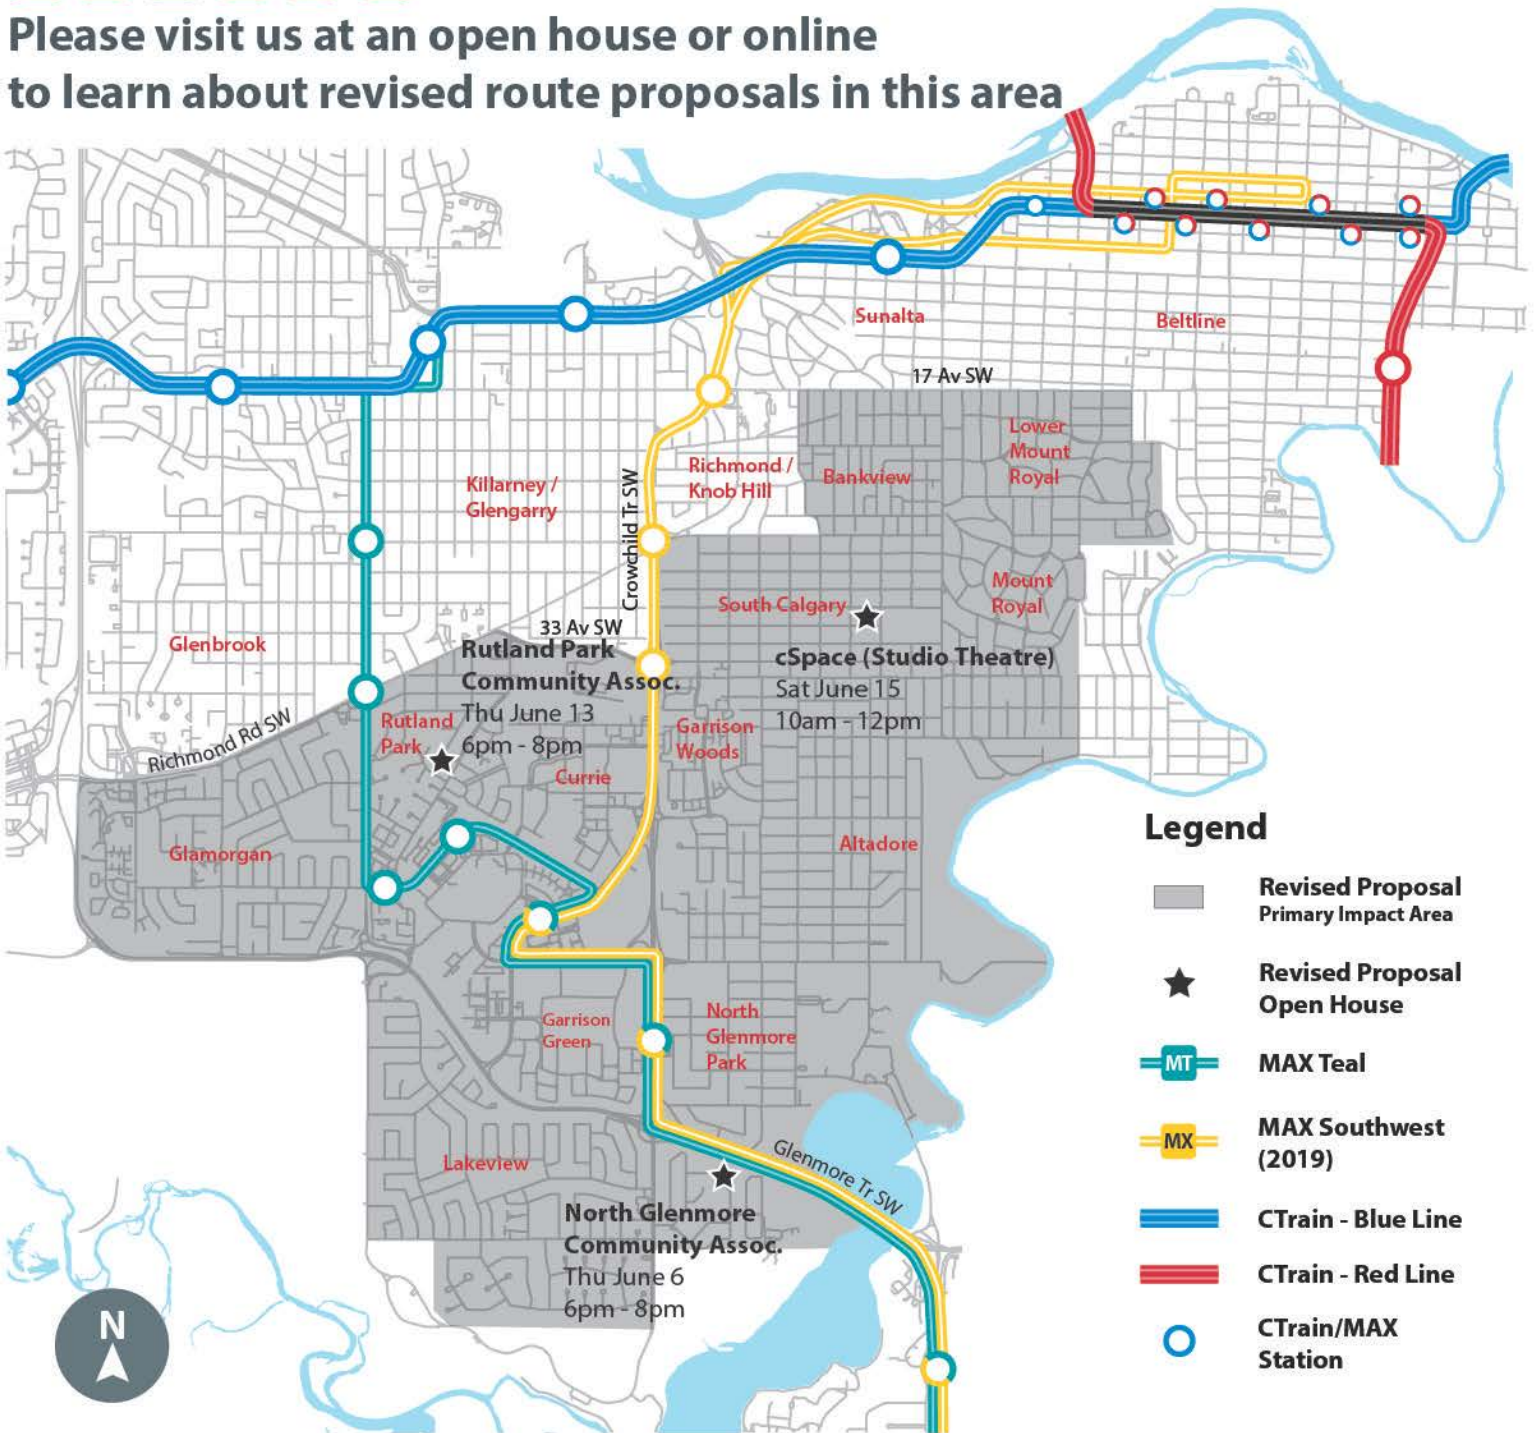 Please visit us at an open house or online
to learn about revised route proposals in this area
Sunalta
Beltline
17 Av SW
Lower
Mount
Royal
Richmond /
Knob Hill
Bankview
Killarney /
Glengarry
Crowchild Tr SW
Mount
Royal
South Calgary
33 Av SW
Glenbrook
Rutland Park
Community Assoc.
Thu June 13
6pm - 8pm
cSpace (Studio Theatre)
Sat June 15
10am - 12pm
Richmond Rd SW
Rutland
Park
Garrison
Woods
Currie
Glamorgan
Altadore
Garrison
Green
North
Glenmore
Park
Lakeview
Glenmore Tr SW
North Glenmore
Community Assoc.
Thu June 6
6pm - 8pm
N
Legend
Revised Proposal
Primary Impact Area
Revised Proposal
Open House
MT
MAX Teal
MX
MAX Southwest
(2019)
CTrain - Blue Line
CTrain - Red Line
CTrain/MAX
Station